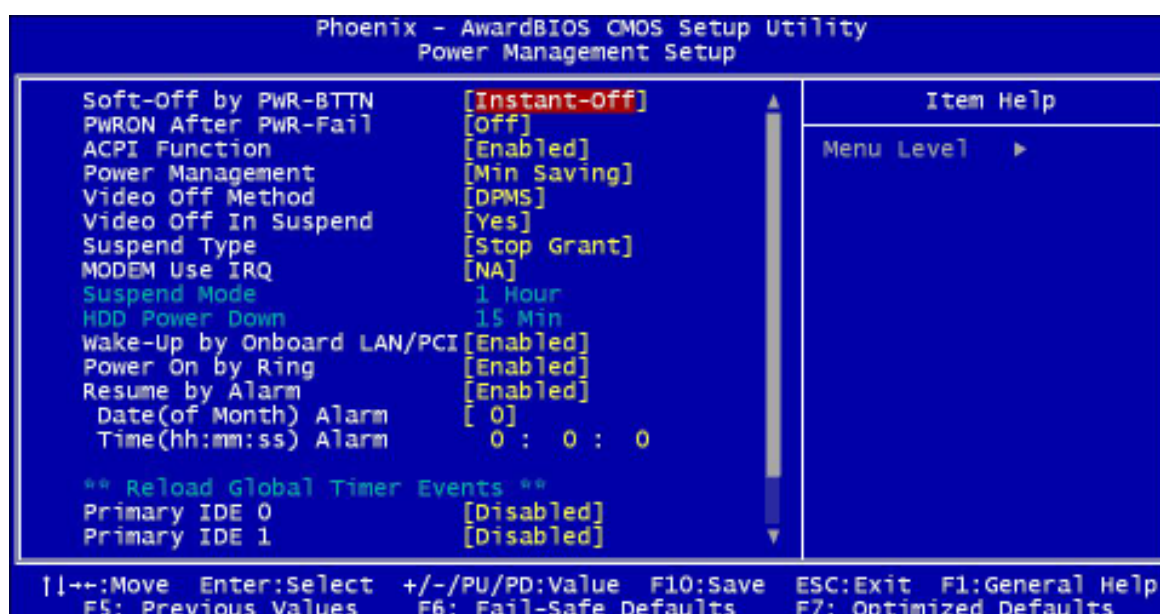 Phoenix - AwardBIOS CMOS Setup Utility
Power Management Setup
Soft-Off by PWR-BTTN [Instant-Off]
PWRON After PWR-Fail [Off]
ACPI Function [Enabled]
Power Management [Min Saving]
Video Off Method [DPMS]
Video Off In Suspend [Yes]
Suspend Type [Stop Grant]
MODEM Use IRQ [NA]
Suspend Mode 1 Hour
HDD Power Down 15 Min
Wake-Up by Onboard LAN/PCI[Enabled]
Power On by Ring [Enabled]
Resume by Alarm [Enabled]
Date(of Month) Alarm [ 0]
Time(hh:mm:ss) Alarm 0 : 0 : 0
** Reload Global Timer Events **
Primary IDE 0 [Disabled]
Primary IDE 1 [Disabled]
Item Help
Menu Level ▶
↑↓→←:Move Enter:Select +/-/PU/PD:Value F10:Save ESC:Exit F1:General Help
F5: Previous Values F6: Fail-Safe Defaults F7: Optimized Defaults